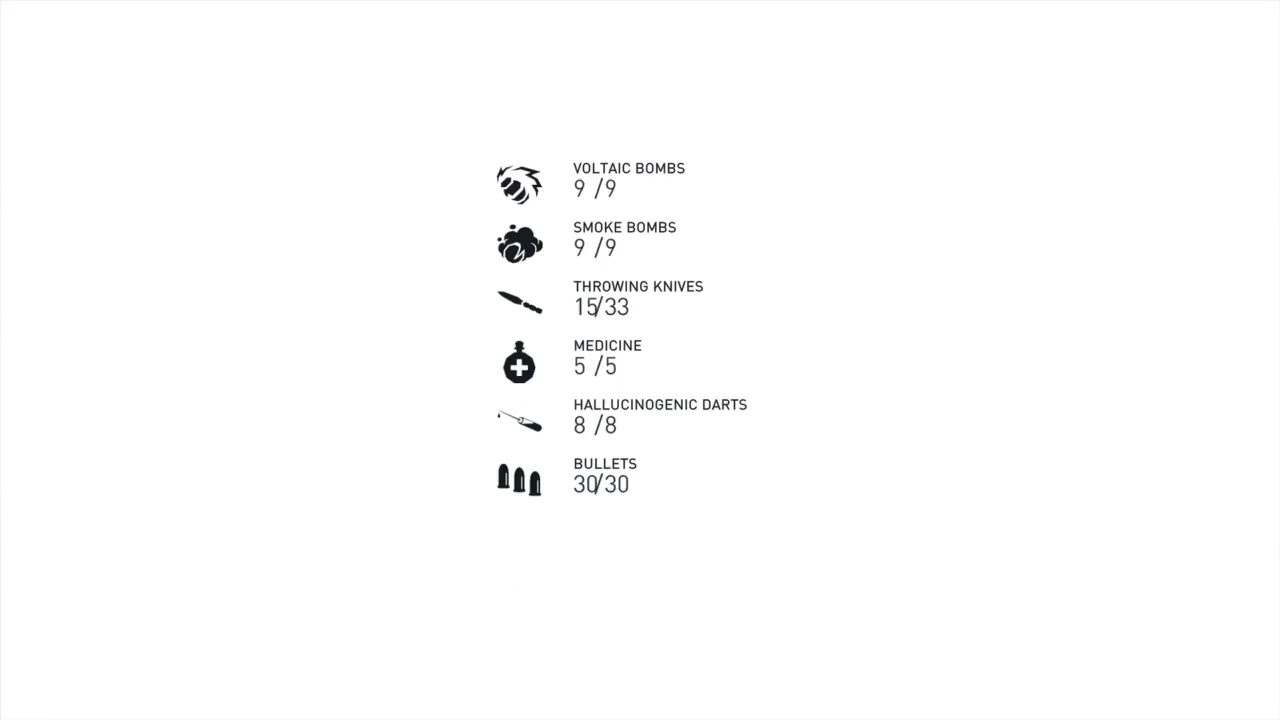 VOLTAIC BOMBS
9 /9
SMOKE BOMBS
9 /9
THROWING KNIVES
15/33
MEDICINE
5 /5
HALLUCINOGENIC DARTS
8 /8
BULLETS
30/30